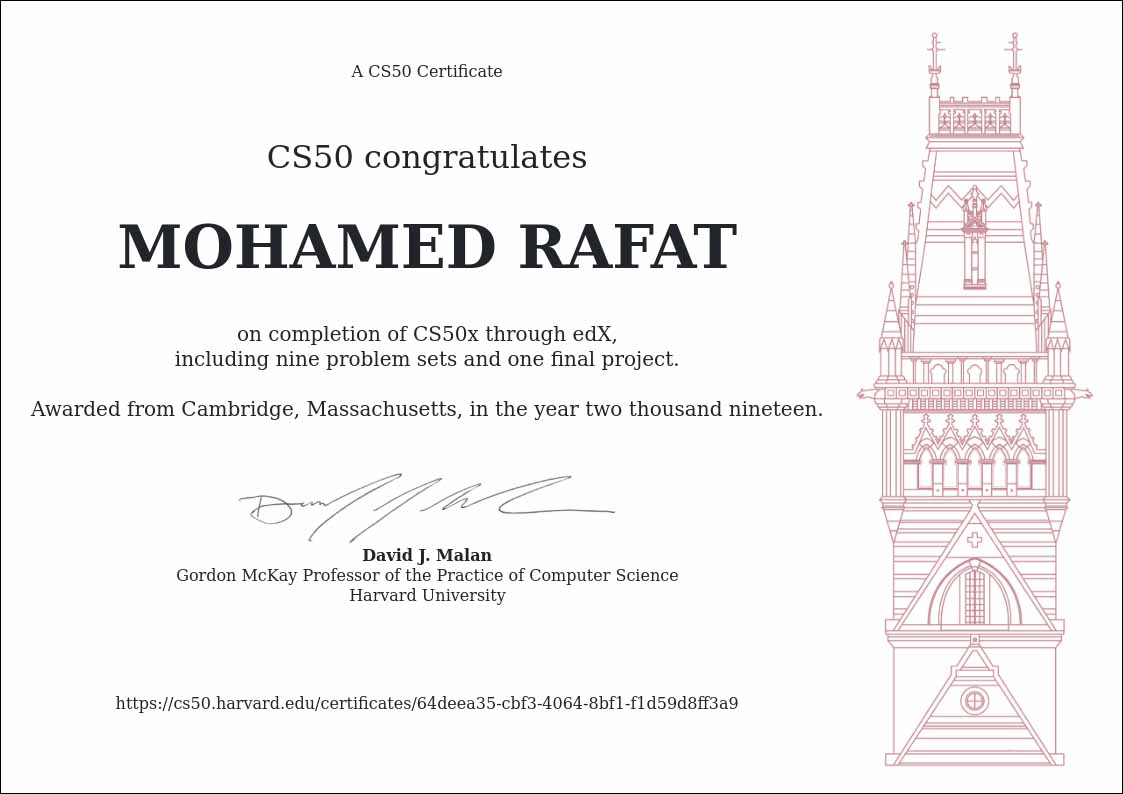 A CS50 Certificate
CS50 congratulates
MOHAMED RAFAT
on completion of CS50x through edX,
including nine problem sets and one final project.
Awarded from Cambridge, Massachusetts, in the year two thousand nineteen.
David J. Malan
Gordon McKay Professor of the Practice of Computer Science
Harvard University
https://cs50.harvard.edu/certificates/64deea35-cbf3-4064-8bf1-f1d59d8ff3a9